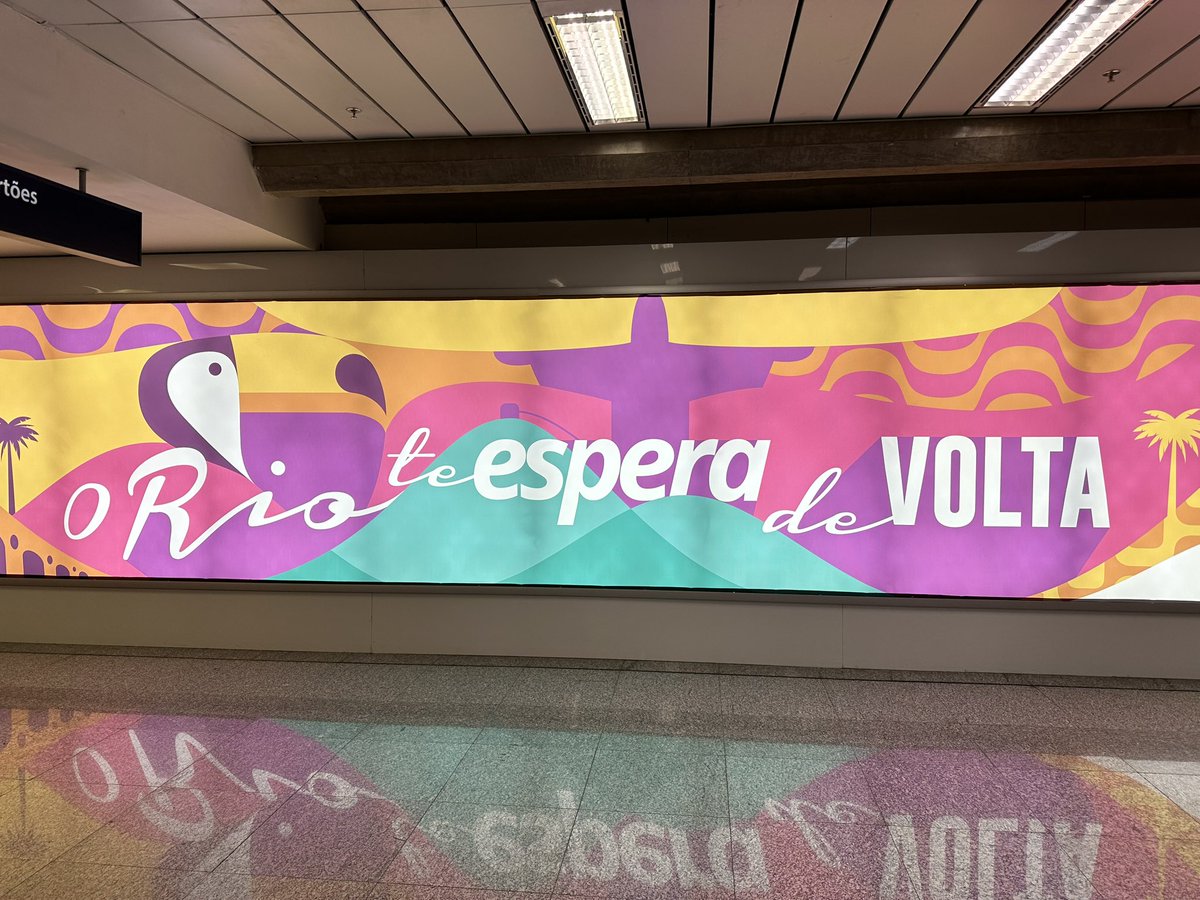 rtões
O Rio te espera de VOLTA